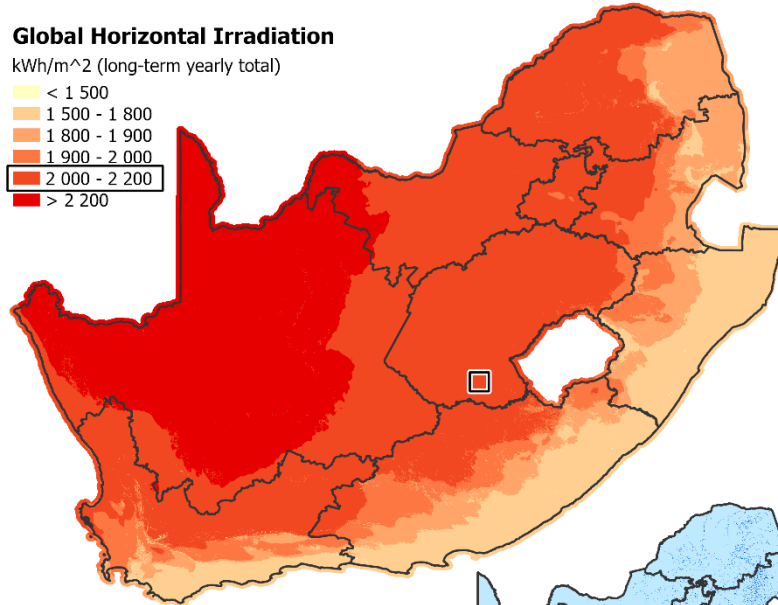 Global Horizontal Irradiation
kWh/m^2 (long-term yearly total)
< 1 500
1 500 - 1 800
1 800 - 1 900
1 900 - 2 000
2 000 - 2 200
> 2 200